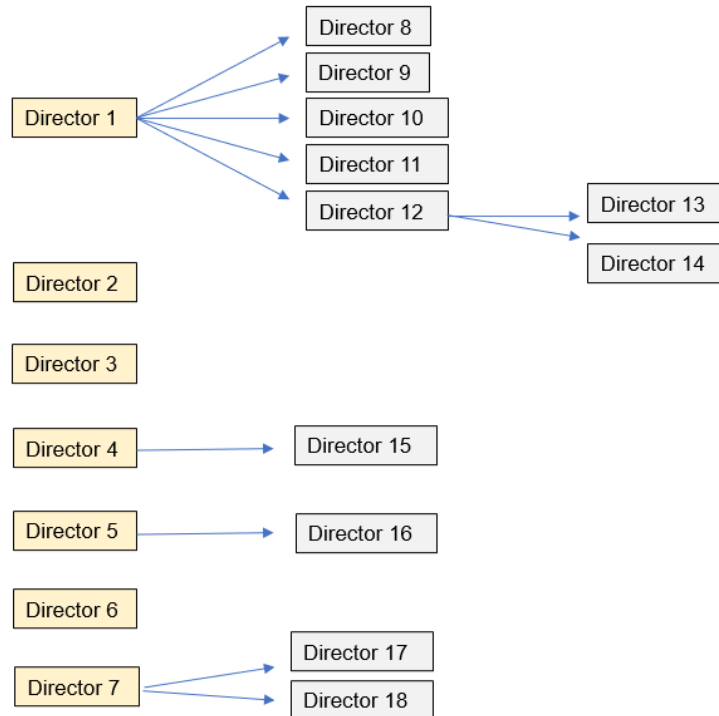 Director 8
Director 9
Director 1
Director 10
Director 11
Director 12
Director 13
Director 14
Director 2
Director 3
Director 4
Director 15
Director 5
Director 16
Director 6
Director 17
Director 7
Director 18